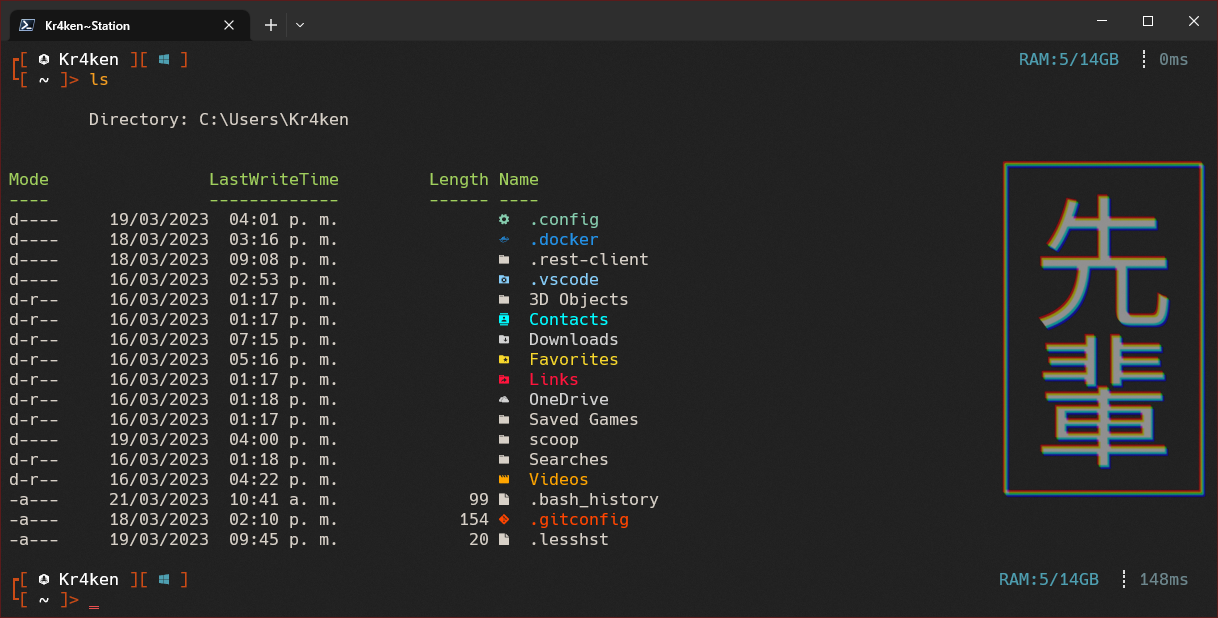 Kr4ken~Station
┌[ Kr4ken ][ ] RAM:5/14GB ┊ 0ms
└[ ~ ]> ls
Directory: C:\Users\Kr4ken
Mode LastWriteTime Length Name
---- ------------- ------ ----
d---- 19/03/2023 04:01 p. m. .config
d---- 18/03/2023 03:16 p. m. .docker
d---- 18/03/2023 09:08 p. m. .rest-client
d---- 16/03/2023 02:53 p. m. .vscode
d-r-- 16/03/2023 01:17 p. m. 3D Objects
d-r-- 16/03/2023 01:17 p. m. Contacts
d-r-- 16/03/2023 07:15 p. m. Downloads
d-r-- 16/03/2023 05:16 p. m. Favorites
d-r-- 16/03/2023 01:17 p. m. Links
d-r-- 16/03/2023 01:18 p. m. OneDrive
d-r-- 16/03/2023 01:17 p. m. Saved Games
d---- 19/03/2023 04:00 p. m. scoop
d-r-- 16/03/2023 01:18 p. m. Searches
d-r-- 16/03/2023 04:22 p. m. Videos
-a--- 21/03/2023 10:41 a. m. 99 .bash_history
-a--- 18/03/2023 02:10 p. m. 154 .gitconfig
-a--- 19/03/2023 09:45 p. m. 20 .lesshst
┌[ Kr4ken ][ ] RAM:5/14GB ┊ 148ms
└[ ~ ]>
先輩